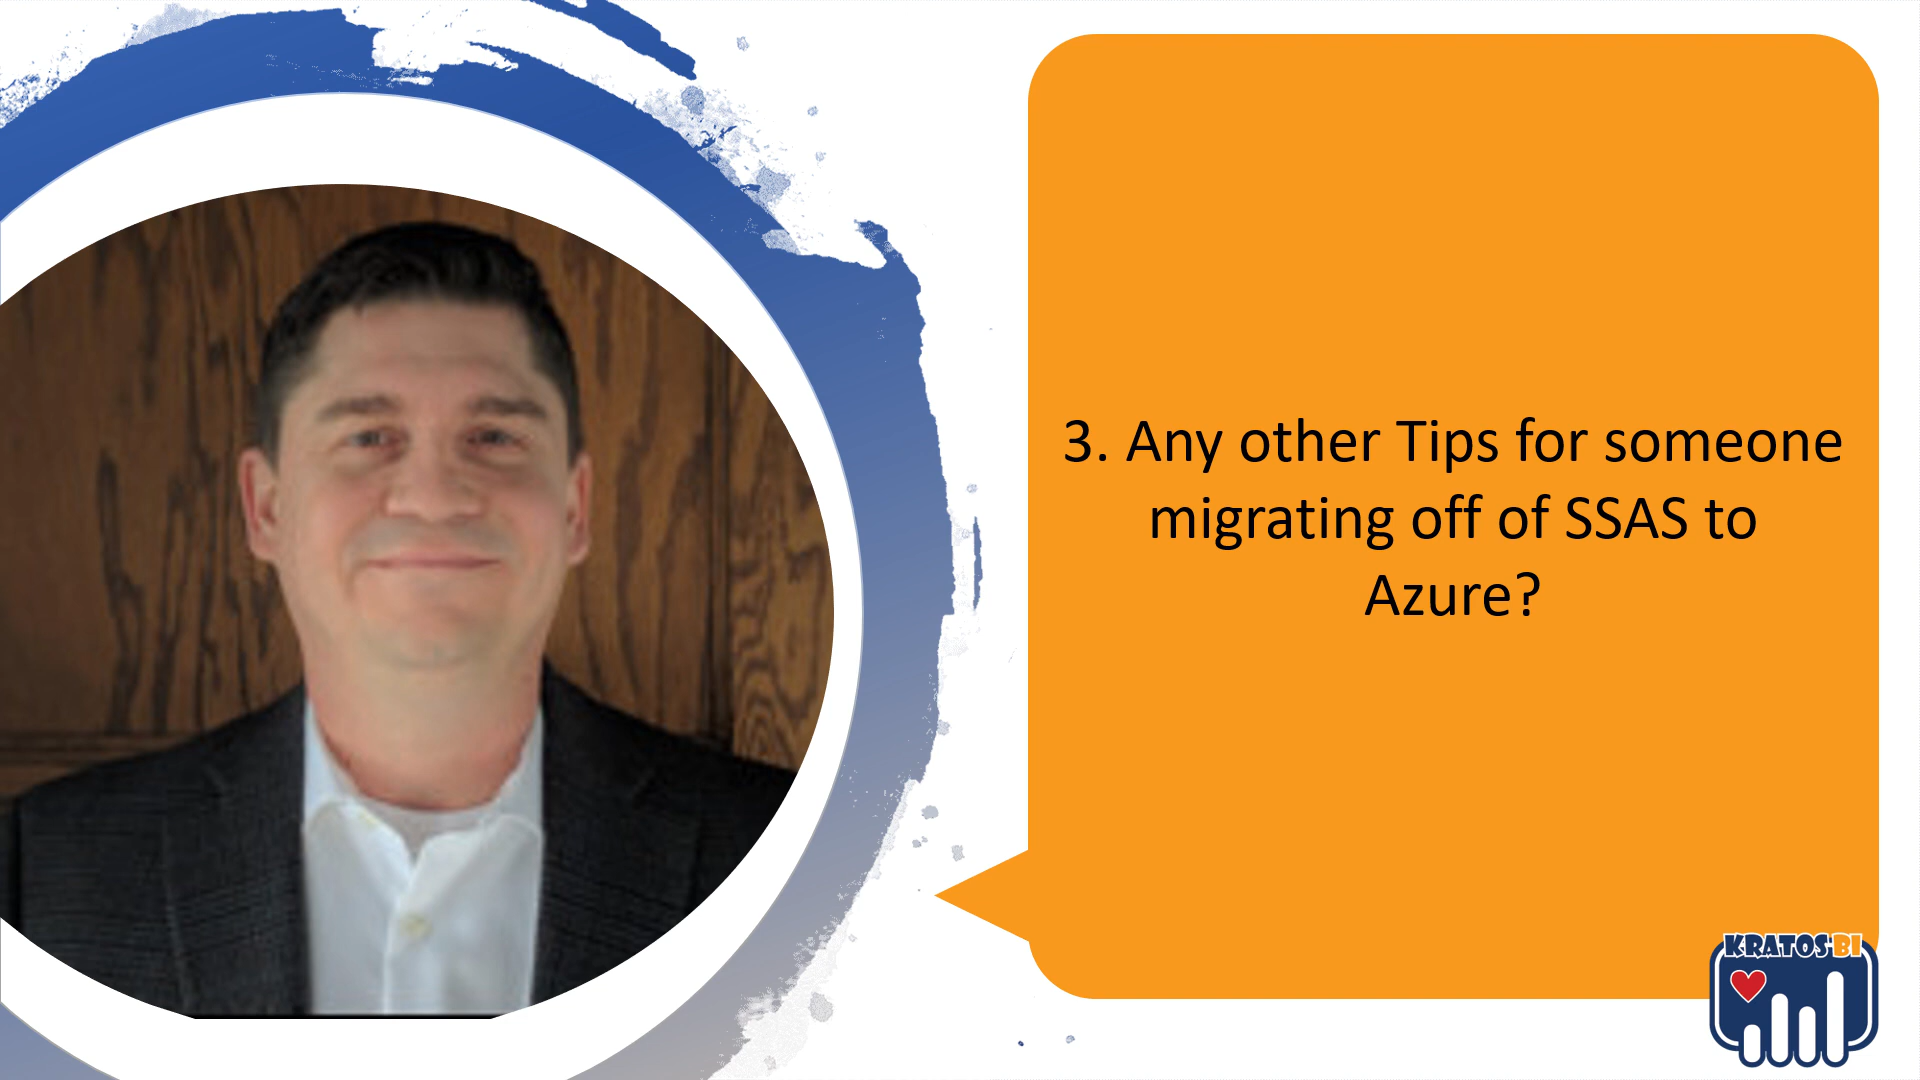 3. Any other Tips for someone
migrating off of SSAS to
Azure?
KRATOS BI